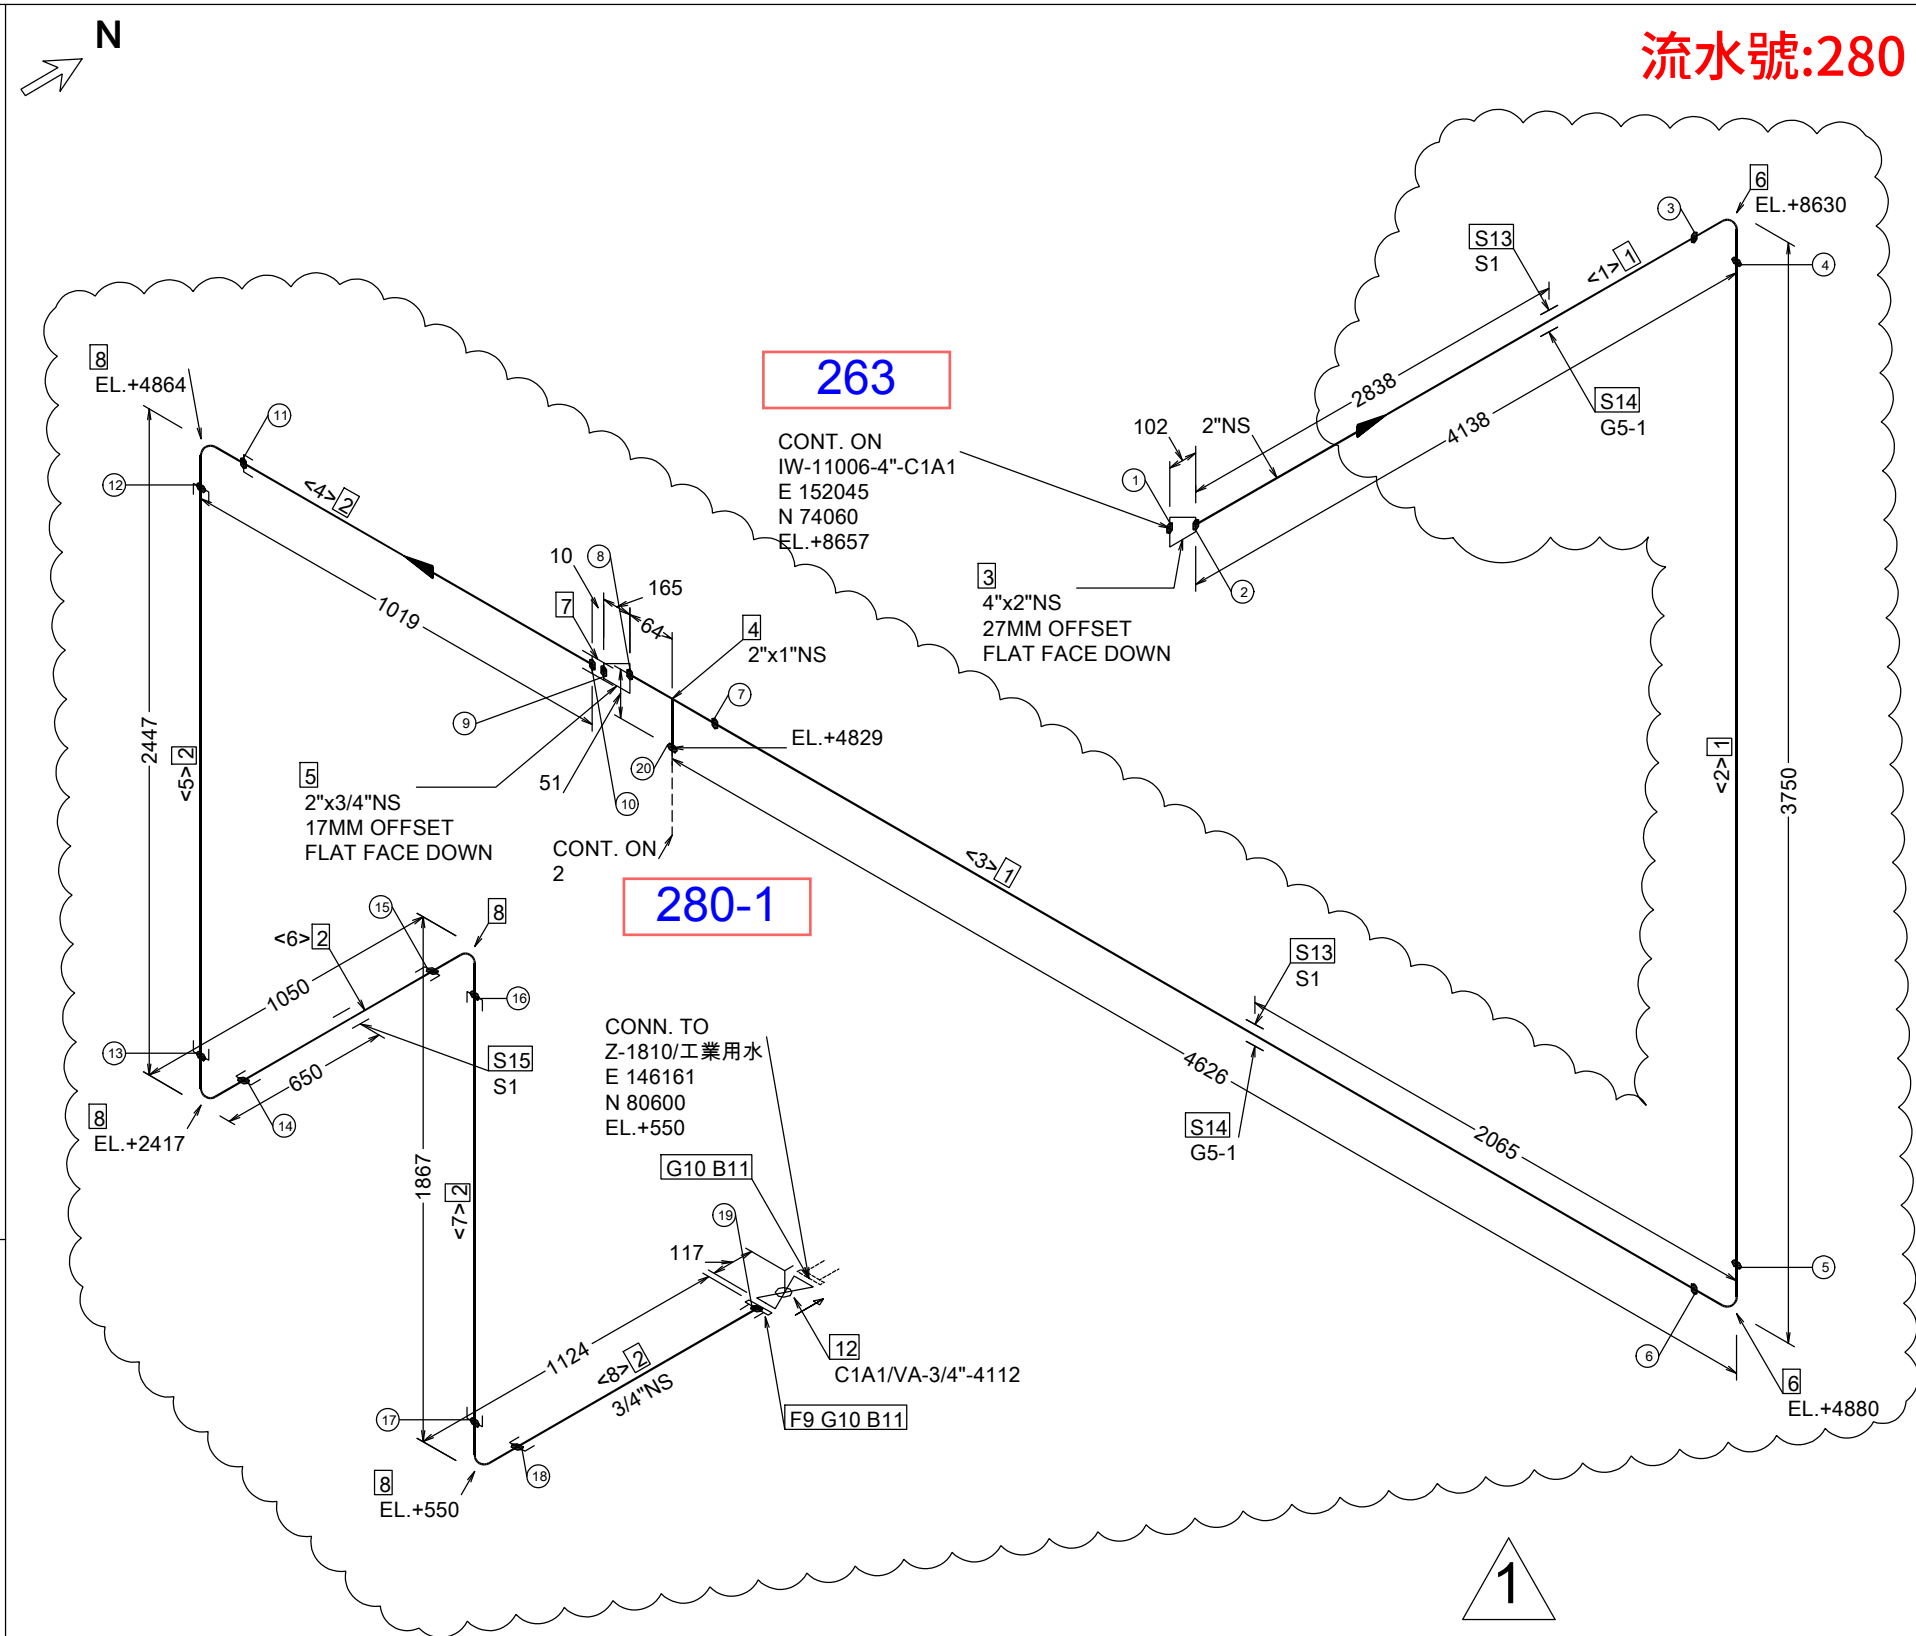 N
流水號:280
6
EL.+8630
3
S13
S1
<1> 1
4
8
EL.+4864
11
263
2838
S14
G5-1
4138
102
2"NS
CONT. ON
IW-11006-4"-C1A1
E 152045
N 74060
EL.+8657
1
12
<4> 2
10
8
165
3
4"x2"NS
27MM OFFSET
FLAT FACE DOWN
2
1019
7
64
4
2"x1"NS
7
9
EL.+4829
2447
<5> 2
20
51
10
5
2"x3/4"NS
17MM OFFSET
FLAT FACE DOWN
CONT. ON
2
<2> 1
3750
<3> 1
280-1
15
8
<6> 2
1050
16
S13
S1
CONN. TO
Z-1810/工業用水
E 146161
N 80600
EL.+550
13
650
S15
S1
4626
14
8
EL.+2417
S14
G5-1
2065
1867
<7> 2
G10 B11
19
117
5
1124
<8> 2
3/4"NS
12
C1A1/VA-3/4"-4112
6
6
EL.+4880
17
F9 G10 B11
18
8
EL.+550
1